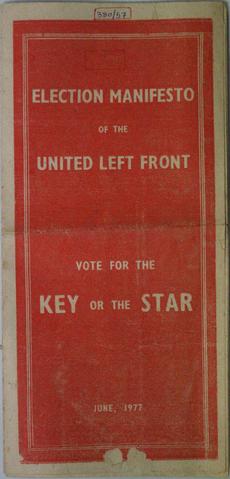 380/57
ELECTION MANIFESTO
OF THE
UNITED LEFT FRONT
VOTE FOR THE
KEY OR THE STAR
JUNE, 1977